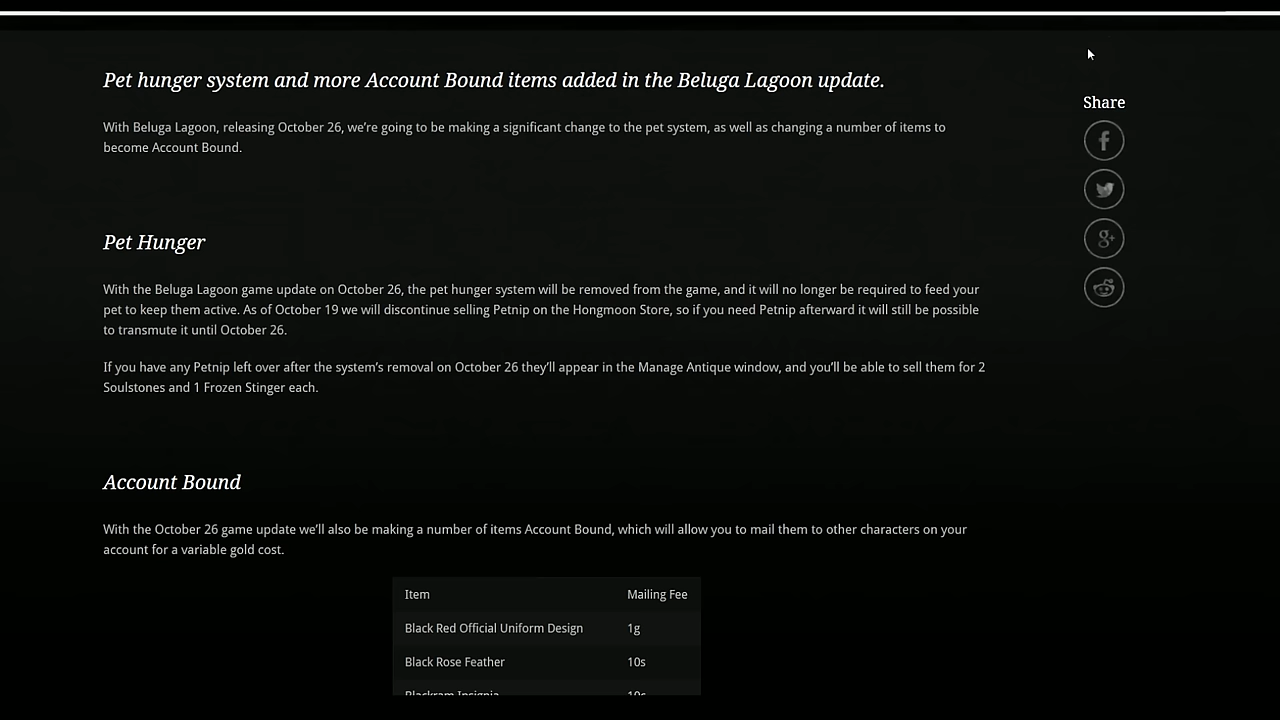 Pet hunger system and more Account Bound items added in the Beluga Lagoon update.
Share
With Beluga Lagoon, releasing October 26, we're going to be making a significant change to the pet system, as well as changing a number of items to
become Account Bound.
Pet Hunger
With the Beluga Lagoon game update on October 26, the pet hunger system will be removed from the game, and it will no longer be required to feed your
pet to keep them active. As of October 19 we will discontinue selling Petnip on the Hongmoon Store, so if you need Petnip afterward it will still be possible
to transmute it until October 26.
If you have any Petnip left over after the system's removal on October 26 they'll appear in the Manage Antique window, and you'll be able to sell them for 2
Soulstones and 1 Frozen Stinger each.
Account Bound
With the October 26 game update we'll also be making a number of items Account Bound, which will allow you to mail them to other characters on your
account for a variable gold cost.
Item Mailing Fee
Black Red Official Uniform Design 1g
Black Rose Feather 10s
Blackram Insignia 10s